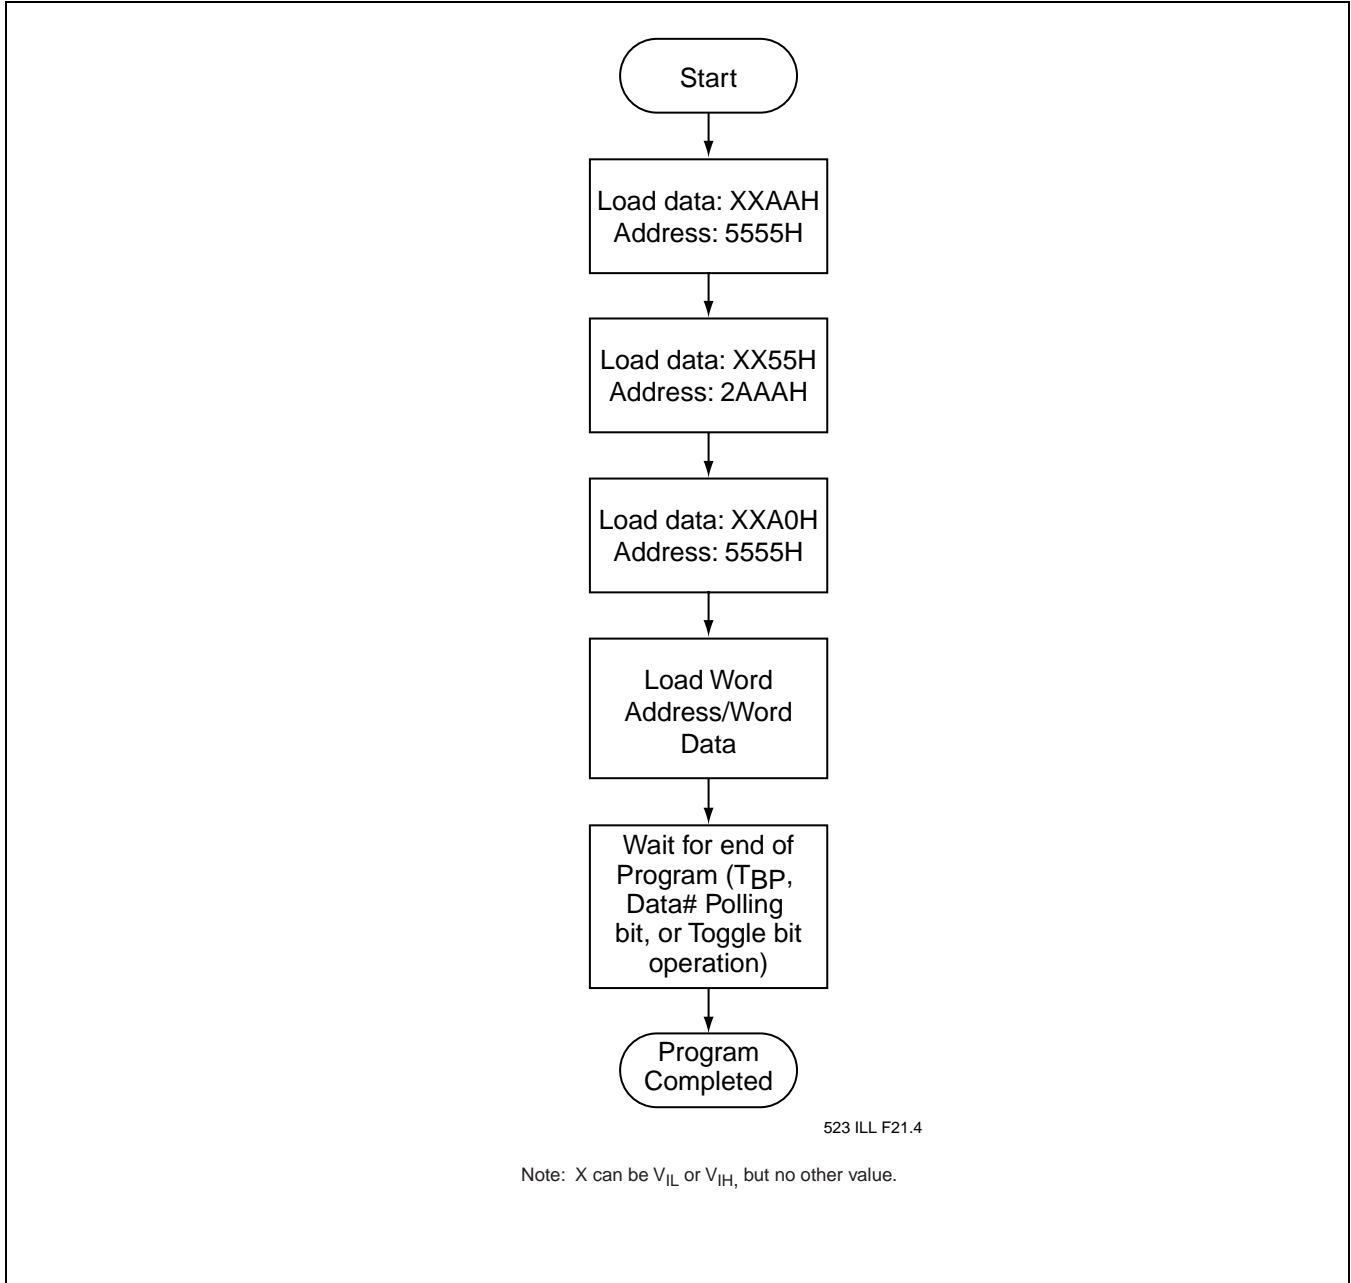 Start
Load data: XXAAH
Address: 5555H
Load data: XX55H
Address: 2AAAH
Load data: XXA0H
Address: 5555H
Load Word
Address/Word
Data
Wait for end of
Program (TBP,
Data# Polling
bit, or Toggle bit
operation)
Program
Completed
523 ILL F21.4
Note: X can be VIL or VIH, but no other value.